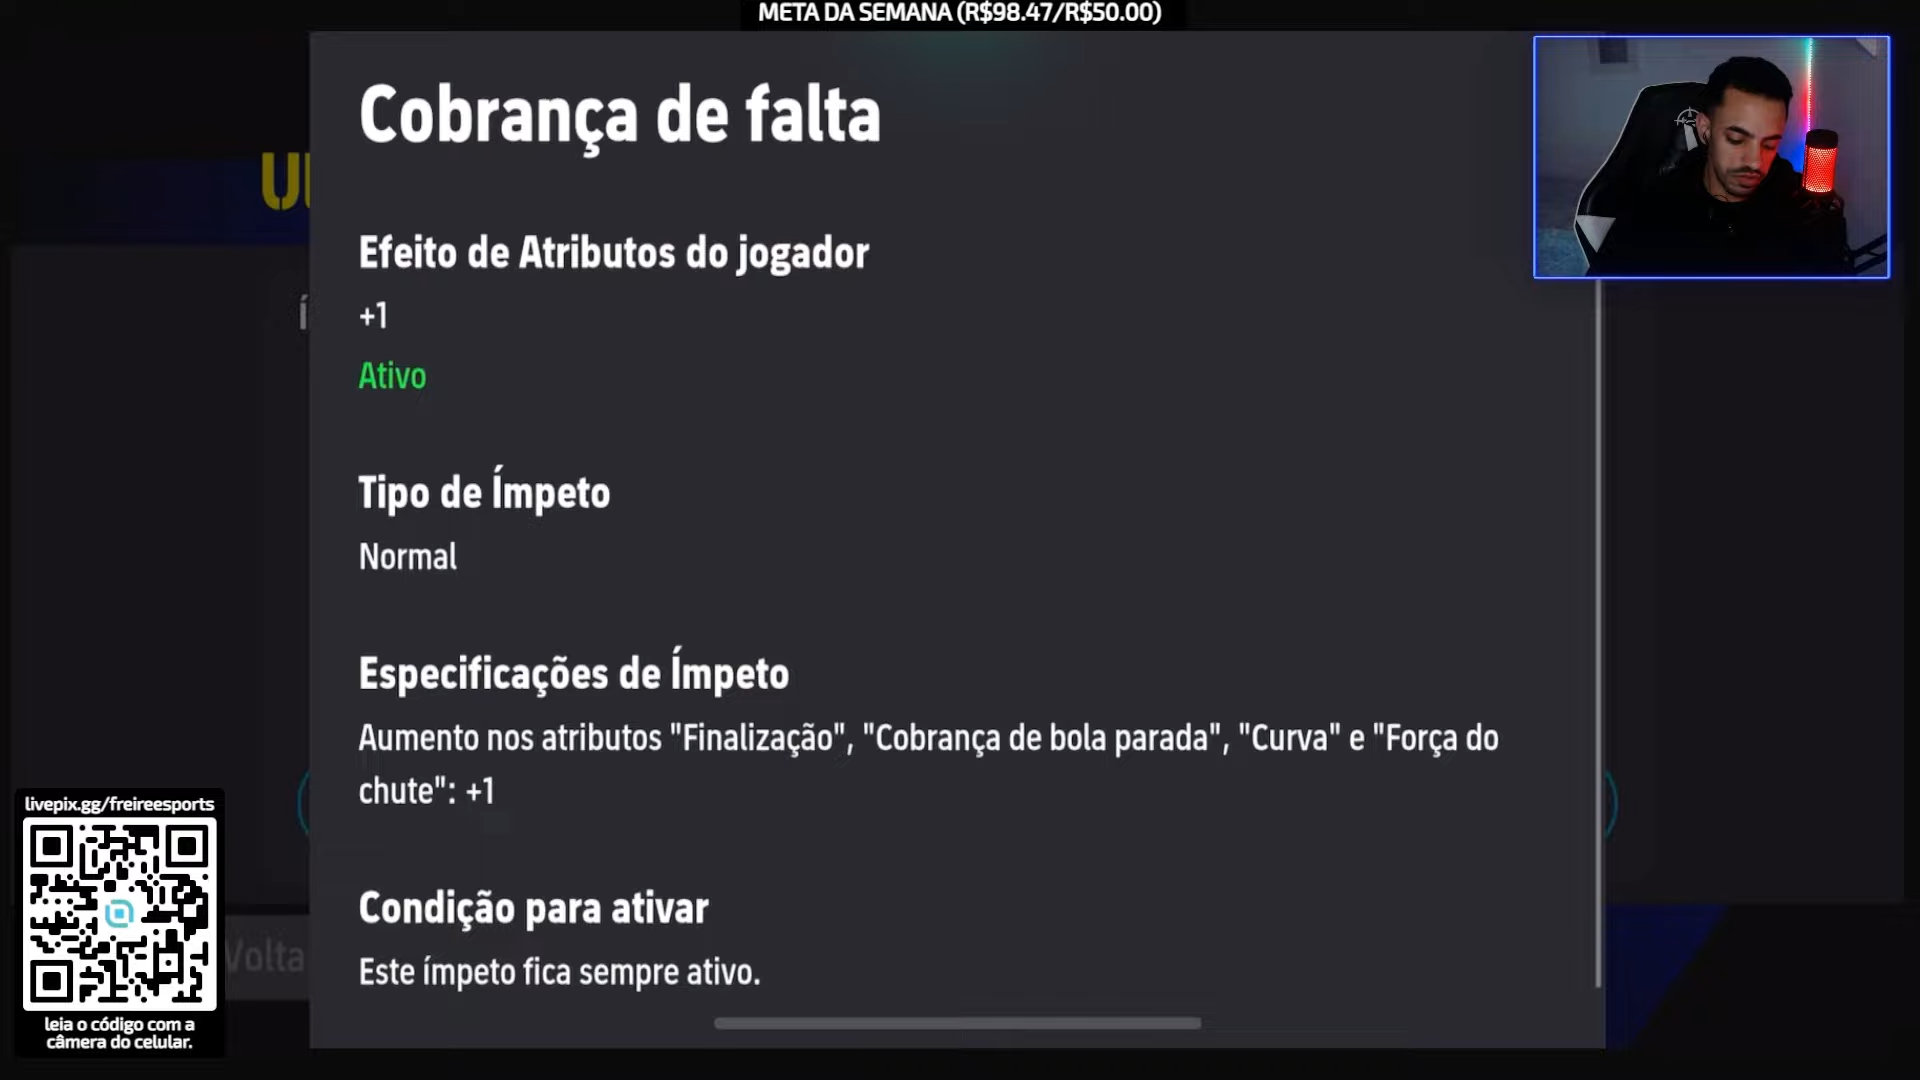 META DA SEMANA (R$98.47/R$50.00)
Cobrança de falta
Efeito de Atributos do jogador
+1
Ativo
Tipo de Ímpeto
Normal
Especificações de Ímpeto
Aumento nos atributos "Finalização", "Cobrança de bola parada", "Curva" e "Força do
chute": +1
Condição para ativar
Este ímpeto fica sempre ativo.
livepix.gg/freireesports
leia o código com a
câmera do celular.
Volta